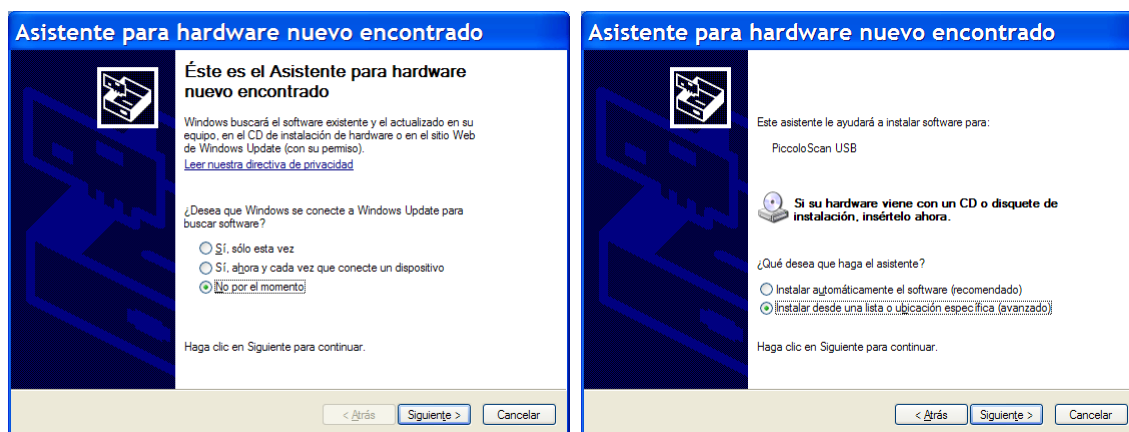 Asistente para hardware nuevo encontrado
Éste es el Asistente para hardware
nuevo encontrado
Windows buscará el software existente y el actualizado en su
equipo, en el CD de instalación de hardware o en el sitio Web
de Windows Update (con su permiso).
Leer nuestra directiva de privacidad
¿Desea que Windows se conecte a Windows Update para
buscar software?
Sí, sólo esta vez
Sí, ahora y cada vez que conecte un dispositivo
No por el momento
Haga clic en Siguiente para continuar.
< Atrás
Siguiente >
Cancelar
Asistente para hardware nuevo encontrado
Este asistente le ayudará a instalar software para:
PiccoloScan USB
Si su hardware viene con un CD o disquete de
instalación, insértelo ahora.
¿Qué desea que haga el asistente?
Instalar automáticamente el software (recomendado)
Instalar desde una lista o ubicación específica (avanzado)
Haga clic en Siguiente para continuar.
< Atrás
Siguiente >
Cancelar